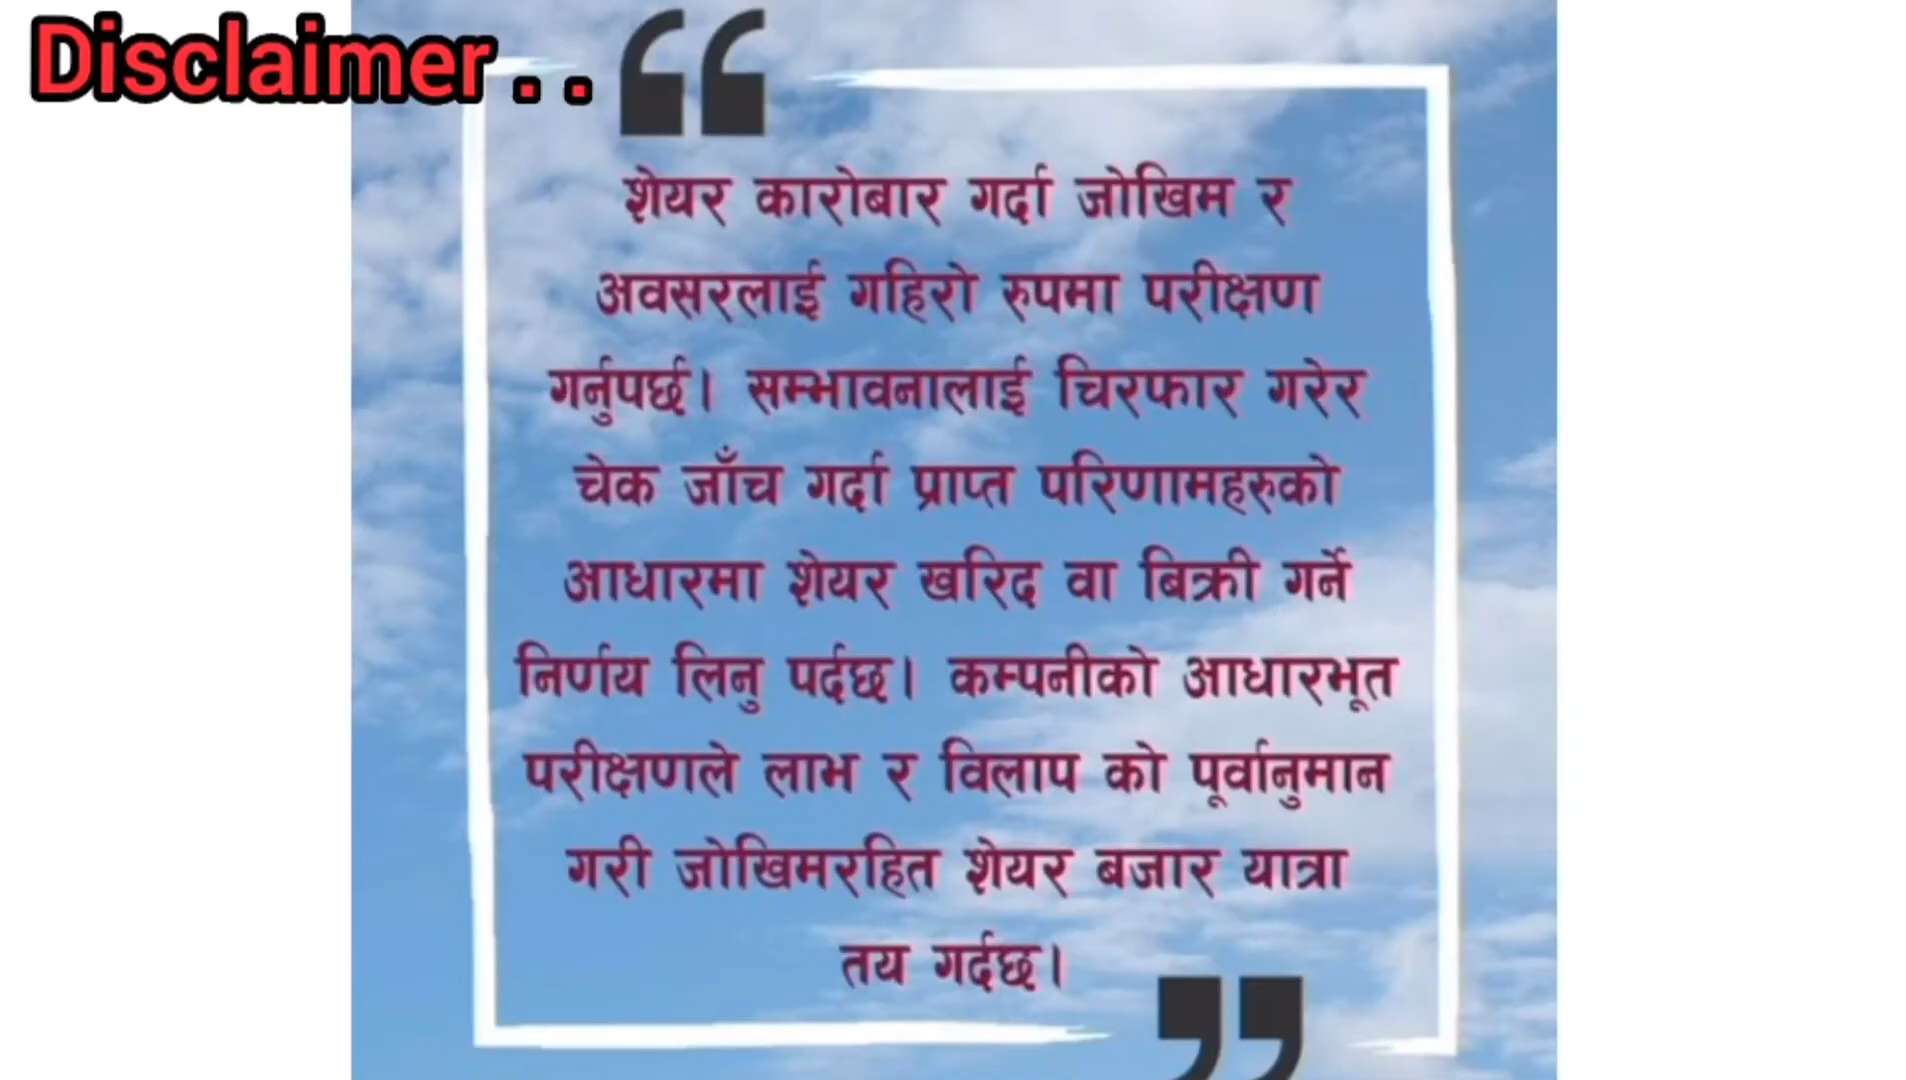 Disclaimer . .
शेयर कारोबार गर्दा जोखिम र
अवसरलाई गहिरो रुपमा परीक्षण
गर्नुपर्छ। सम्भावनालाई चिरफार गरेर
चेक जाँच गर्दा प्राप्त परिणामहरुको
आधारमा शेयर खरिद वा बिक्री गर्ने
निर्णय लिनु पर्दछ। कम्पनीको आधारभूत
परीक्षणले लाभ र विलाप को पूर्वानुमान
गरी जोखिमरहित शेयर बजार यात्रा
तय गर्दछ।